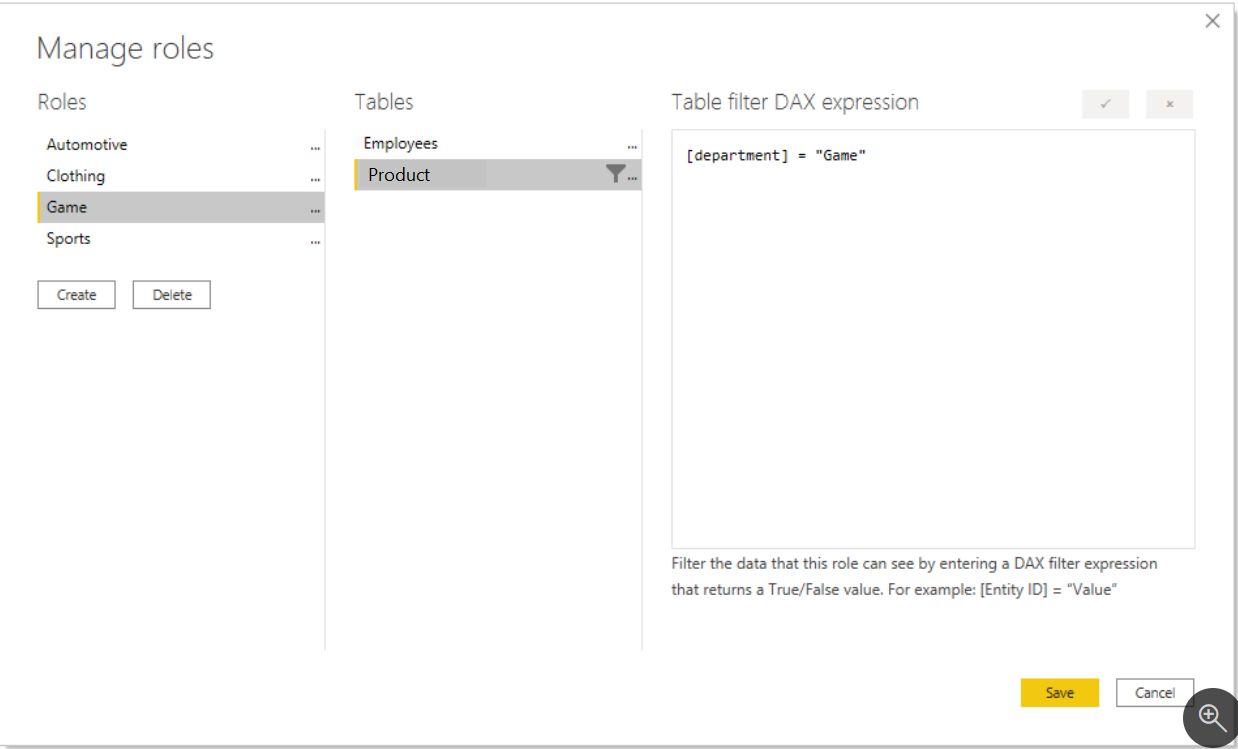 Manage roles
Roles
Automotive ...
Clothing ...
Game ...
Sports ...
Create
Delete
Tables
Employees ...
Product ...
Table filter DAX expression
[department] = "Game"
Filter the data that this role can see by entering a DAX filter expression
that returns a True/False value. For example: [Entity ID] = “Value”
Save
Cancel